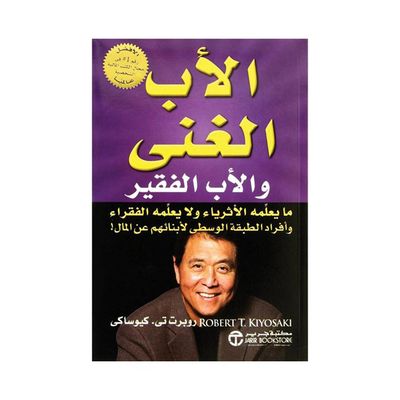 الأب
الغنى
والأب الفقير
ما يعلّمه الأثرياء ولا يعلّمه الفقراء
وأفراد الطبقة الوسطى لأبنائهم عن المال!
ROBERT T. KIYOSAKI روبرت تى. كيوساكى
مكتبة جرير
JARIR BOOKSTORE